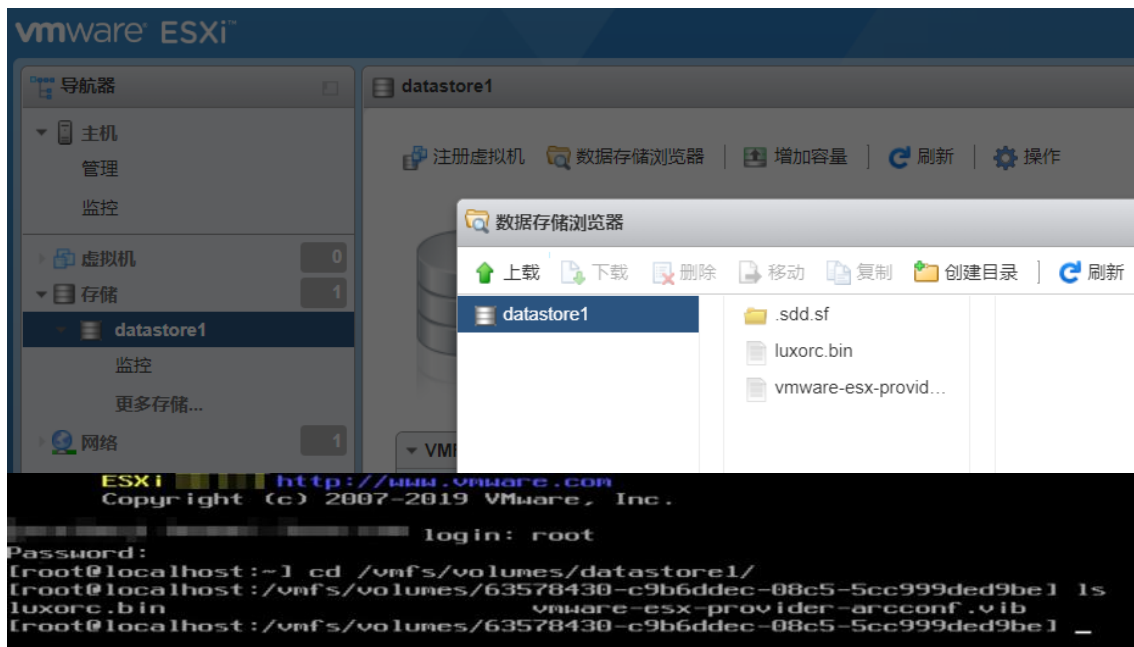 vmware ESXi™
导航器
datastore1
主机
管理
监控
注册虚拟机 数据存储浏览器 增加容量 刷新 操作
虚拟机 0
存储 1
datastore1
监控
更多存储...
网络 1
VMF
数据存储浏览器
上载 下载 删除 移动 复制 创建目录 刷新
datastore1
.sdd.sf
luxorc.bin
vmware-esx-provid...
ESXi http://www.vmware.com
Copyright (c) 2007-2019 VMware, Inc.
login: root
Password:
[root@localhost:~] cd /vmfs/volumes/datastore1/
[root@localhost:/vmfs/volumes/63578430-c9b6ddec-08c5-5cc999ded9be] ls
luxorc.bin vmware-esx-provider-arcconf.vib
[root@localhost:/vmfs/volumes/63578430-c9b6ddec-08c5-5cc999ded9be] _